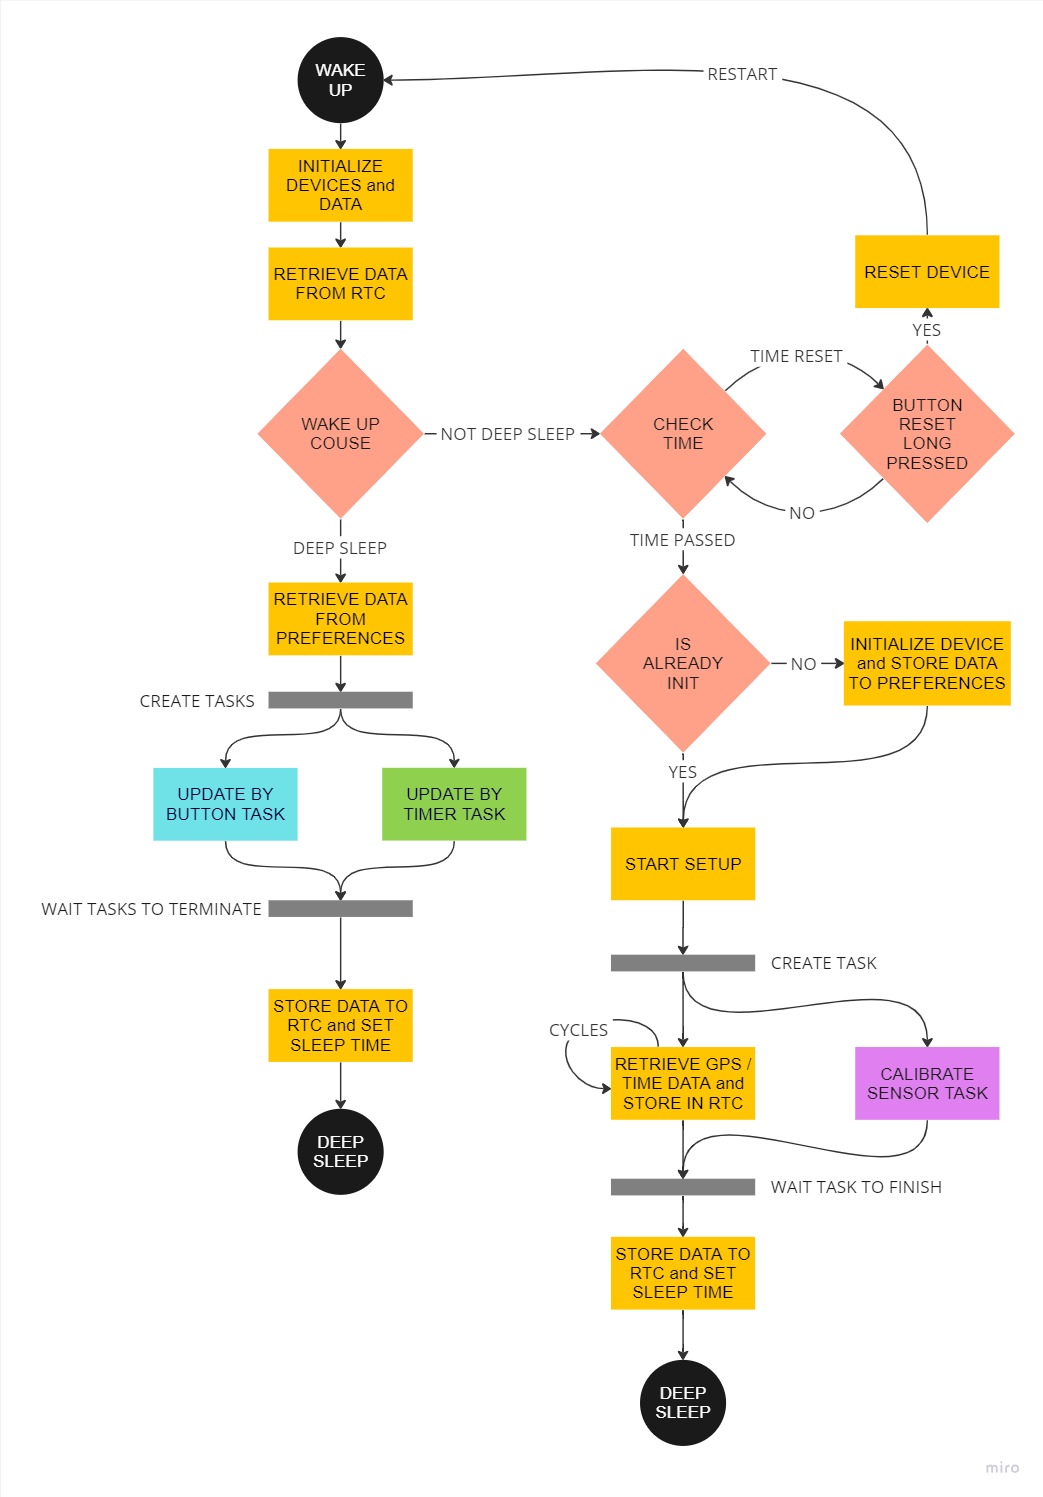 WAKE
UP
RESTART
INITIALIZE
DEVICES and
DATA
RETRIEVE DATA
FROM RTC
RESET DEVICE
YES
WAKE UP
COUSE
NOT DEEP SLEEP
CHECK
TIME
TIME RESET
BUTTON
RESET
LONG
PRESSED
NO
DEEP SLEEP
TIME PASSED
RETRIEVE DATA
FROM
PREFERENCES
IS
ALREADY
INIT
NO
INITIALIZE DEVICE
and STORE DATA
TO PREFERENCES
CREATE TASKS
YES
UPDATE BY
BUTTON TASK
UPDATE BY
TIMER TASK
START SETUP
WAIT TASKS TO TERMINATE
CREATE TASK
STORE DATA TO
RTC and SET
SLEEP TIME
CYCLES
RETRIEVE GPS /
TIME DATA and
STORE IN RTC
CALIBRATE
SENSOR TASK
DEEP
SLEEP
WAIT TASK TO FINISH
STORE DATA TO
RTC and SET
SLEEP TIME
DEEP
SLEEP
miro